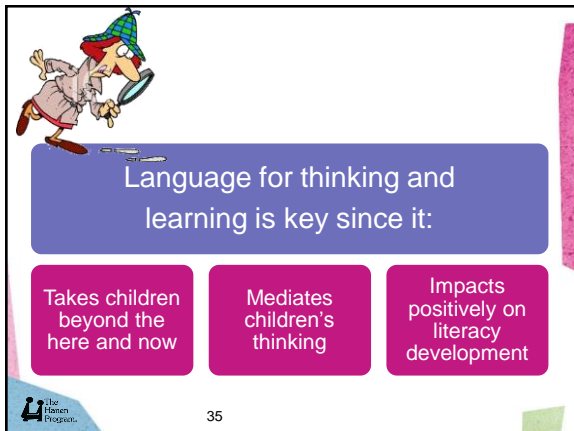 Language for thinking and
learning is key since it:
Takes children
beyond the
here and now
Mediates
children's
thinking
Impacts
positively on
literacy
development
The
Hanen
Program.
35